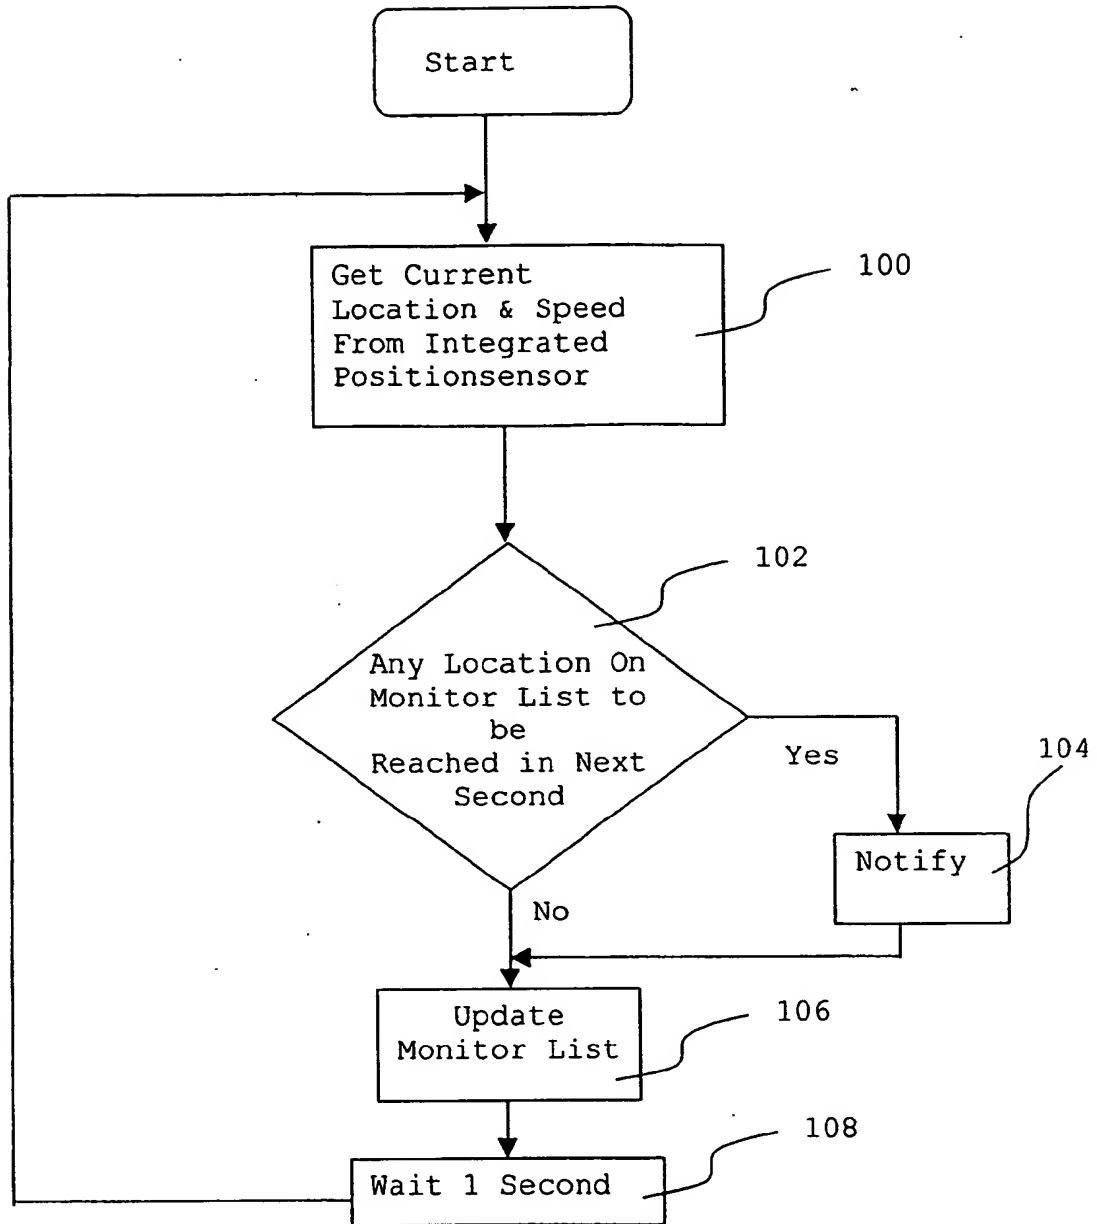 Start
Get Current
Location & Speed
From Integrated
Positionsensor
100
102
Any Location On
Monitor List to
be
Reached in Next
Second
Yes
104
Notify
No
Update
Monitor List
106
108
Wait 1 Second